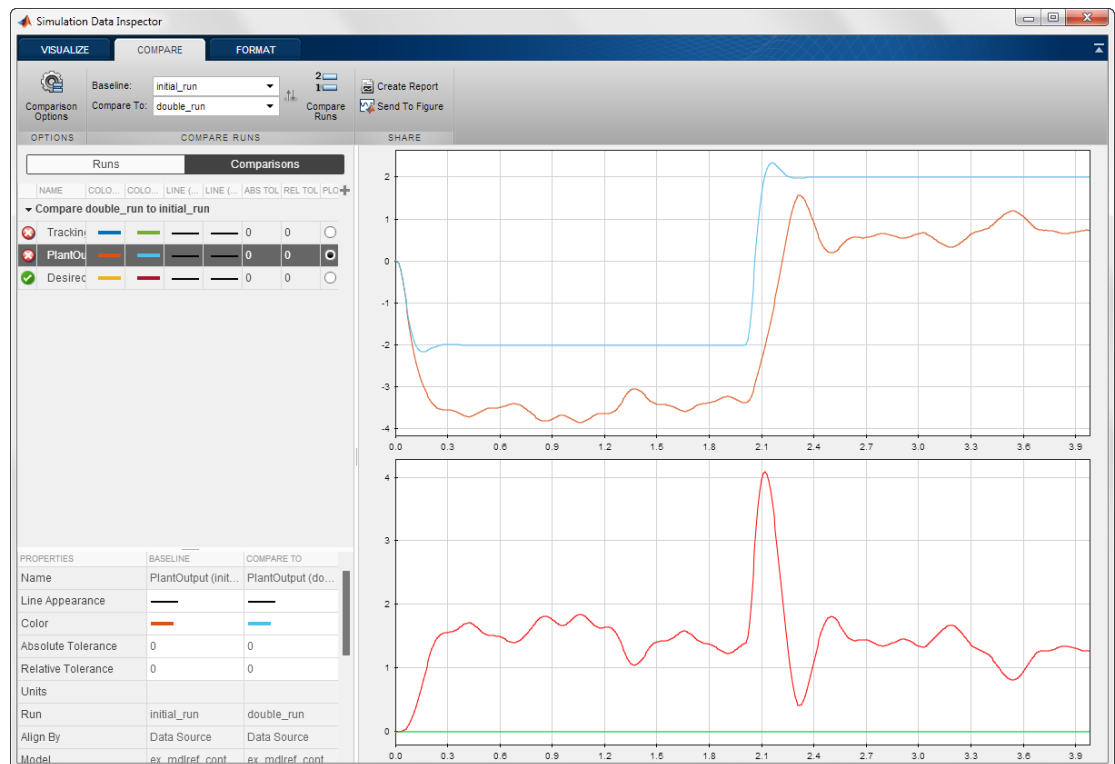 Simulation Data Inspector
VISUALIZE COMPARE FORMAT
Baseline: initial_run
Compare To: double_run
Comparison Options
2
1
Compare Runs
Create Report
Send To Figure
OPTIONS COMPARE RUNS SHARE
Runs Comparisons
NAME COLO... COLO... LINE (... LINE (... ABS TOL REL TOL PLO
Compare double_run to initial_run
Tracking 0 0
PlantOu 0 0
Desired 0 0
PROPERTIES BASELINE COMPARE TO
Name PlantOutput (init... PlantOutput (do...
Line Appearance
Color
Absolute Tolerance 0 0
Relative Tolerance 0 0
Units
Run initial_run double_run
Align By Data Source Data Source
Model ex_mdlref_cont ex_mdlref_cont
2
1
0
-1
-2
-3
-4
0.0 0.3 0.6 0.9 1.2 1.5 1.8 2.1 2.4 2.7 3.0 3.3 3.6 3.9
4
3
2
1
0
0.0 0.3 0.6 0.9 1.2 1.5 1.8 2.1 2.4 2.7 3.0 3.3 3.6 3.9